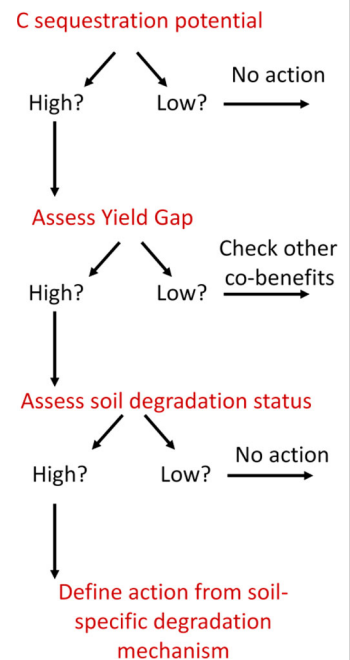 C sequestration potential
No action
High?
Low?
Assess Yield Gap
Check other
co-benefits
High?
Low?
Assess soil degradation status
No action
High?
Low?
Define action from soil-
specific degradation
mechanism